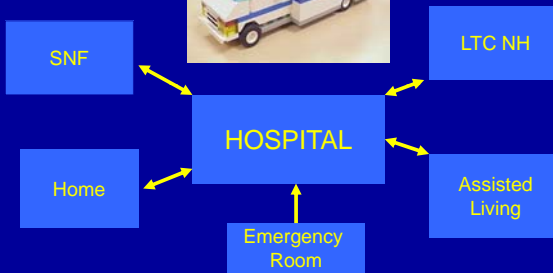 SNF
LTC NH
HOSPITAL
Home
Assisted
Living
Emergency
Room